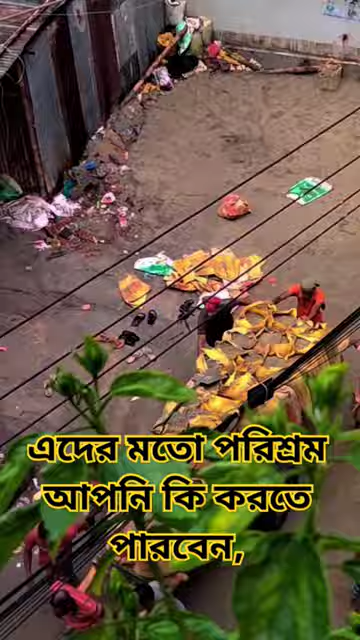 এদের মতো পরিশ্রম
আপনি কি করতে
পারবেন,